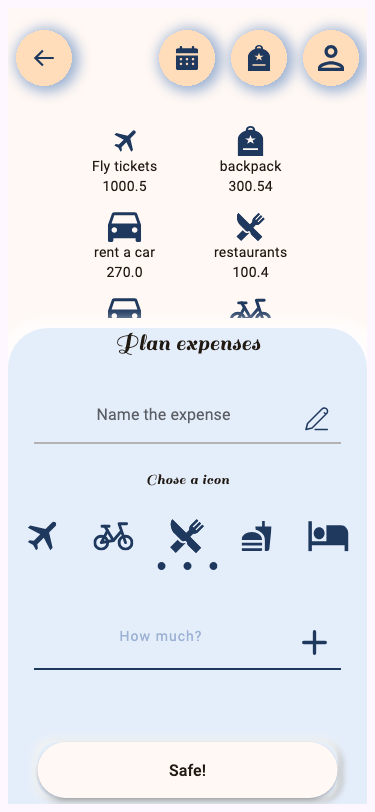 Fly tickets
backpack
1000.5
300.54
rent a car
restaurants
270.0
100.4
Plan expenses
Name the expense
Chose a icon
How much?
Safe!